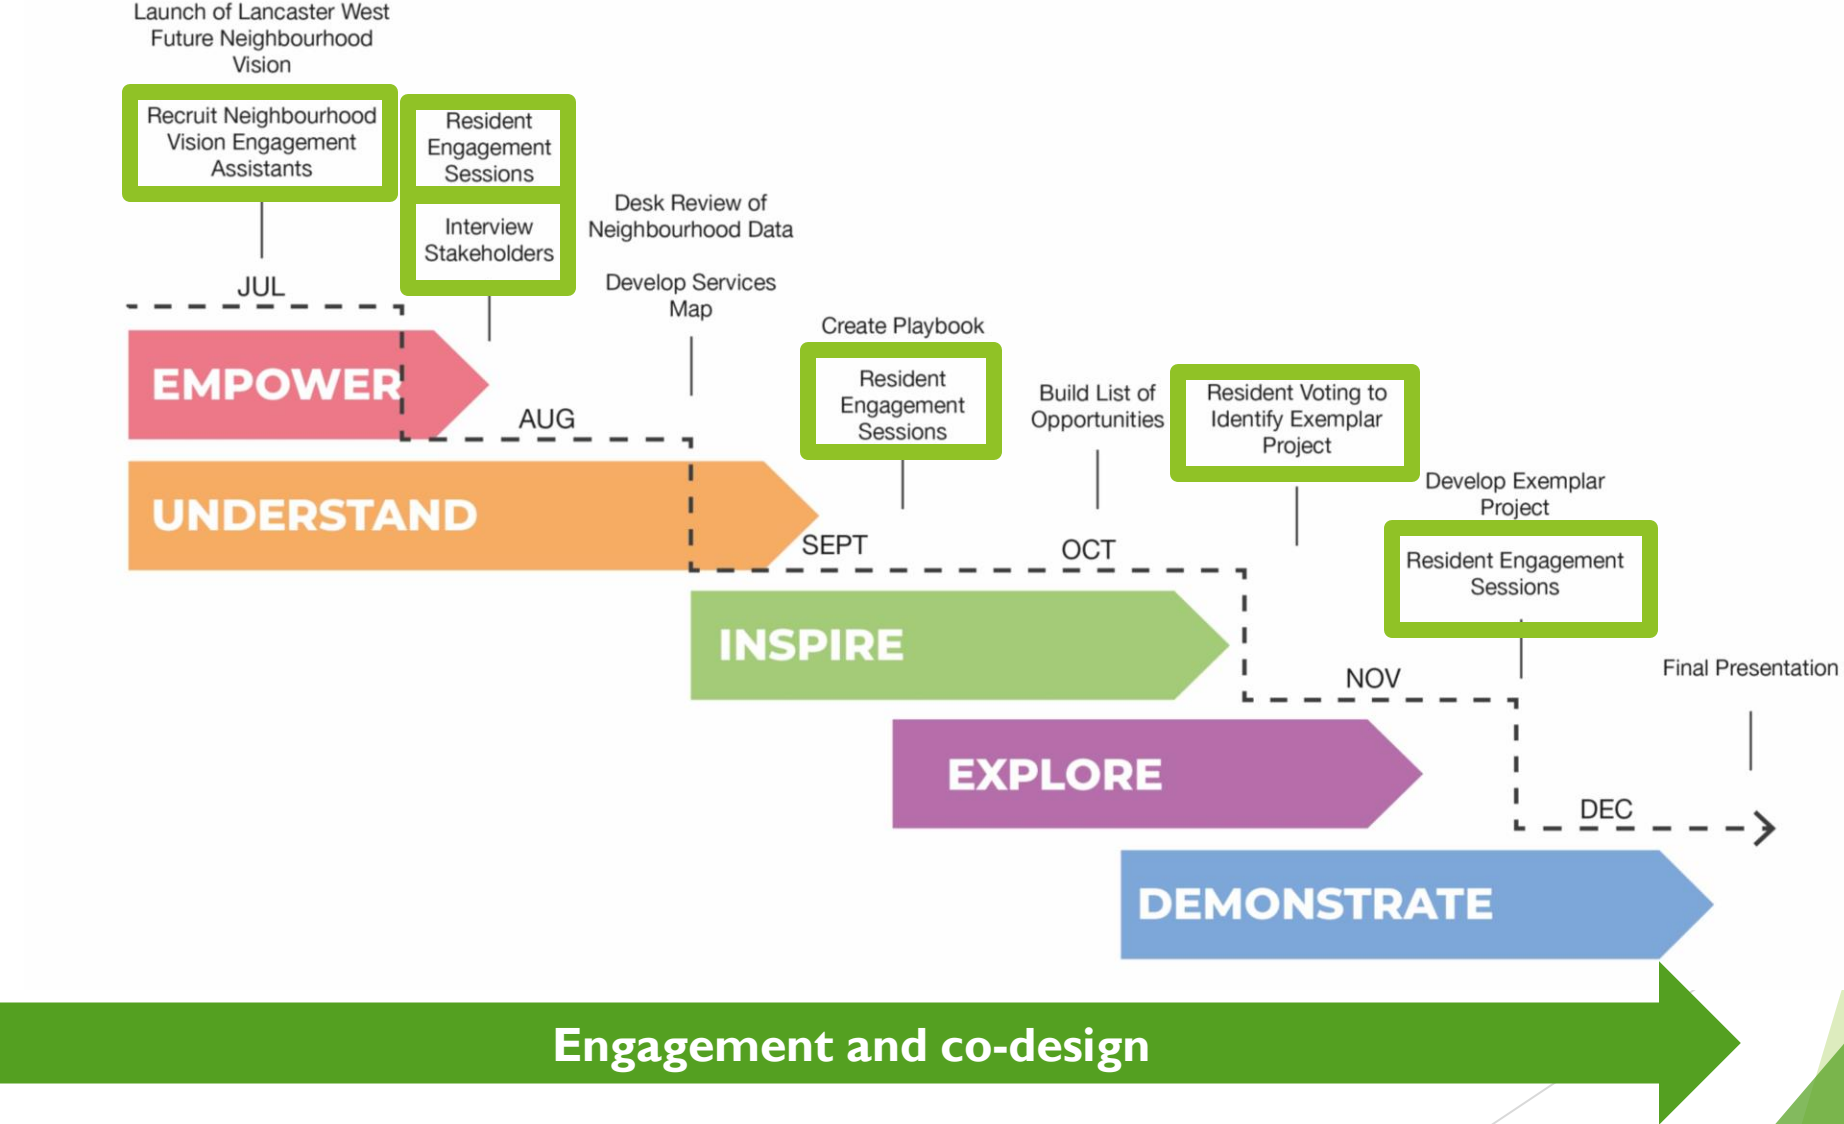 Launch of Lancaster West
Future Neighbourhood
Vision
Recruit Neighbourhood
Vision Engagement
Assistants
JUL
Resident
Engagement
Sessions
Interview
Stakeholders
Desk Review of
Neighbourhood Data
Develop Services
Map
EMPOWER
AUG
Create Playbook
Resident
Engagement
Sessions
Build List of
Opportunities
Resident Voting to
Identify Exemplar
Project
Develop Exemplar
Project
Resident Engagement
Sessions
UNDERSTAND
SEPT
OCT
INSPIRE
NOV
Final Presentation
EXPLORE
DEC
DEMONSTRATE
Engagement and co-design